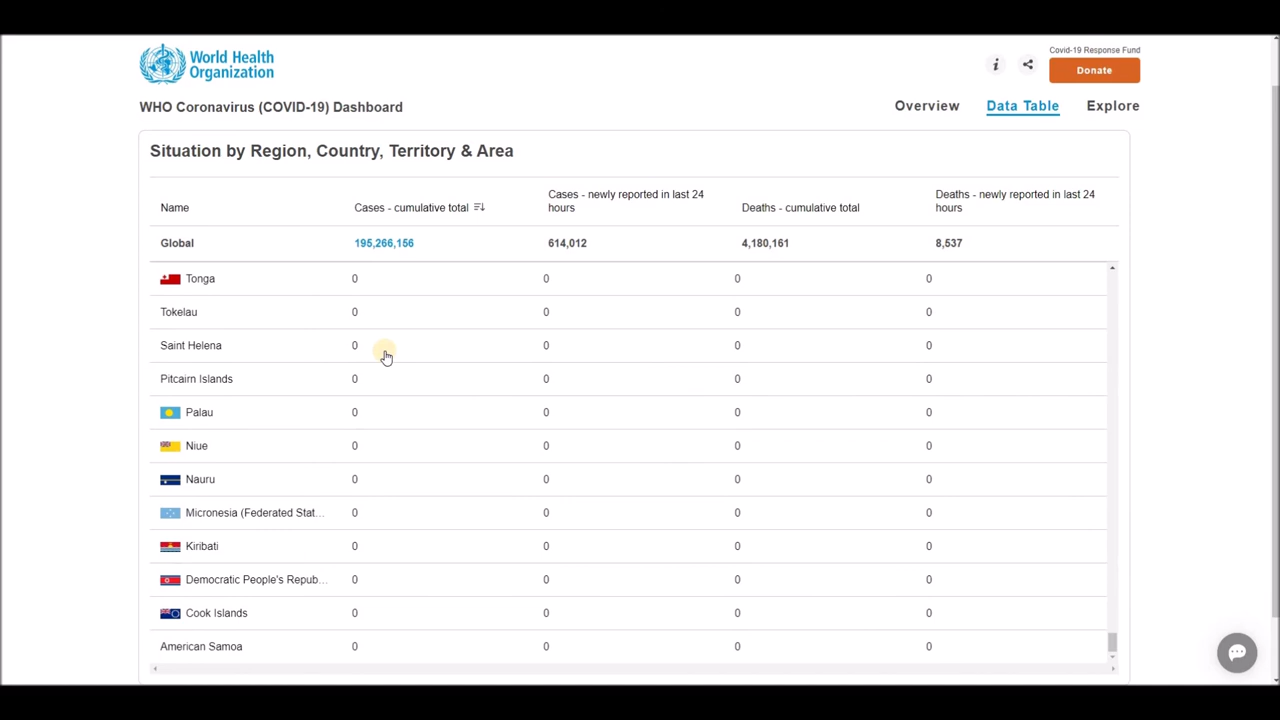 World Health
Organization
Covid-19 Response Fund
Donate
WHO Coronavirus (COVID-19) Dashboard
Overview
Data Table
Explore
Situation by Region, Country, Territory & Area
Name
Cases - cumulative total
Cases - newly reported in last 24
hours
Deaths - cumulative total
Deaths - newly reported in last 24
hours
Global 195,266,156 614,012 4,180,161 8,537
Tonga 0 0 0 0
Tokelau 0 0 0 0
Saint Helena 0 0 0 0
Pitcairn Islands 0 0 0 0
Palau 0 0 0 0
Niue 0 0 0 0
Nauru 0 0 0 0
Micronesia (Federated Stat... 0 0 0 0
Kiribati 0 0 0 0
Democratic People's Repub... 0 0 0 0
Cook Islands 0 0 0 0
American Samoa 0 0 0 0